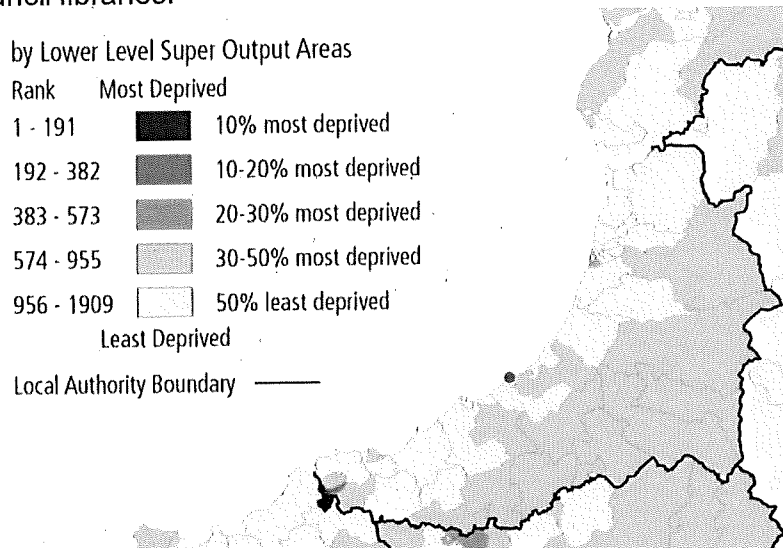 by Lower Level Super Output Areas
Rank Most Deprived
1 - 191 10% most deprived
192 - 382 10-20% most deprived
383 - 573 20-30% most deprived
574 - 955 30-50% most deprived
956 - 1909 50% least deprived
Least Deprived
Local Authority Boundary